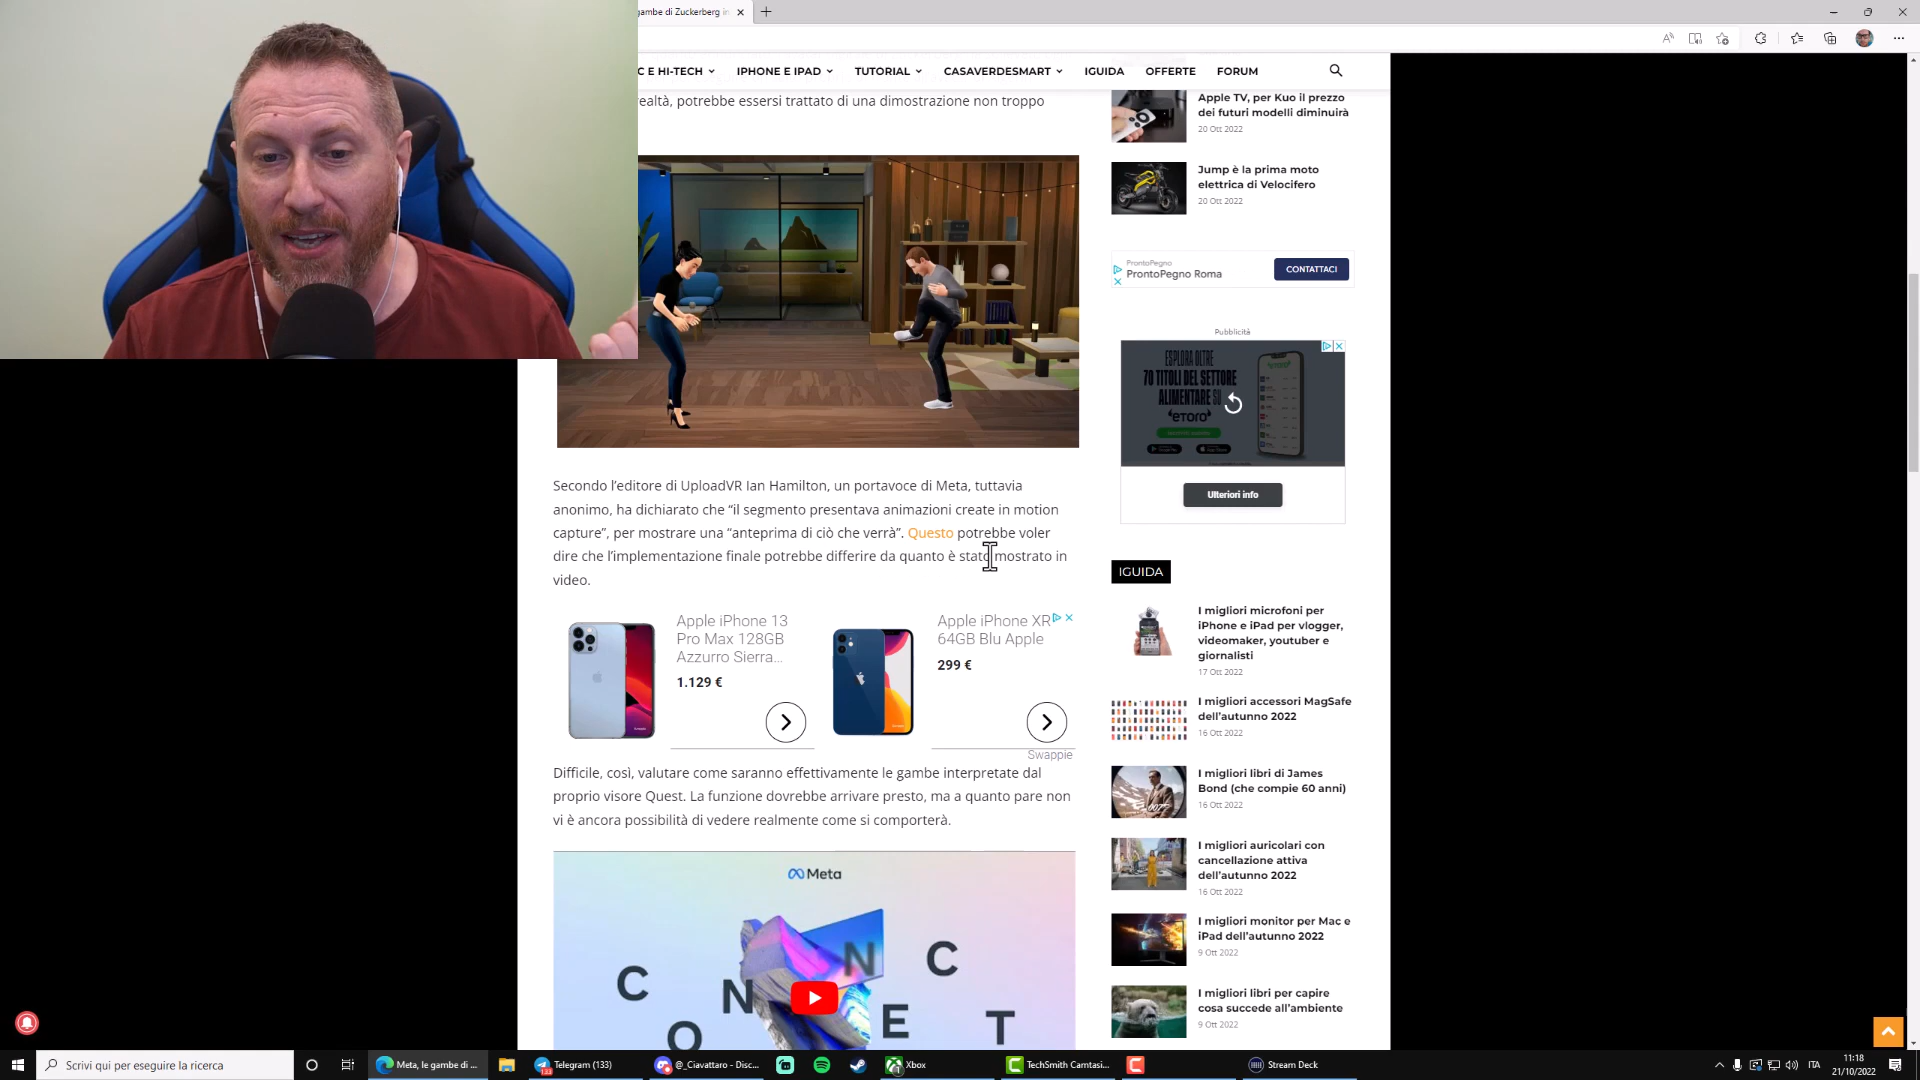 gambe di Zuckerberg in
C E HI-TECH
IPHONE E IPAD
TUTORIAL
CASAVERDESMART
IGUIDA
OFFERTE
FORUM
ealtà, potrebbe essersi trattato di una dimostrazione non troppo
Secondo l’editore di UploadVR Ian Hamilton, un portavoce di Meta, tuttavia
anonimo, ha dichiarato che “il segmento presentava animazioni create in motion
capture”, per mostrare una “anteprima di ciò che verrà”. Questo potrebbe voler
dire che l’implementazione finale potrebbe differire da quanto è stato mostrato in
video.
Apple iPhone 13
Pro Max 128GB
Azzurro Sierra...
1.129 €
Apple iPhone XR
64GB Blu Apple
299 €
Swappie
Difficile, così, valutare come saranno effettivamente le gambe interpretate dal
proprio visore Quest. La funzione dovrebbe arrivare presto, ma a quanto pare non
vi è ancora possibilità di vedere realmente come si comporterà.
Meta
CONNECT
Apple TV, per Kuo il prezzo
dei futuri modelli diminuirà
20 Ott 2022
Jump è la prima moto
elettrica di Velocifero
20 Ott 2022
ProntoPegno
ProntoPegno Roma
CONTATTACI
Pubblicità
ESPLORA OLTRE
70 TITOLI DEL SETTORE
ALIMENTARE SU
eToro
Ulteriori info
IGUIDA
I migliori microfoni per
iPhone e iPad per vlogger,
videomaker, youtuber e
giornalisti
17 Ott 2022
I migliori accessori MagSafe
dell’autunno 2022
16 Ott 2022
I migliori libri di James
Bond (che compie 60 anni)
16 Ott 2022
007
I migliori auricolari con
cancellazione attiva
dell’autunno 2022
16 Ott 2022
I migliori monitor per Mac e
iPad dell’autunno 2022
9 Ott 2022
I migliori libri per capire
cosa succede all’ambiente
9 Ott 2022
Scrivi qui per eseguire la ricerca
Meta, le gambe di ...
Telegram (133)
@_Ciavattaro - Disc...
Xbox
TechSmith Camtasi...
Stream Deck
ITA
11:18
21/10/2022